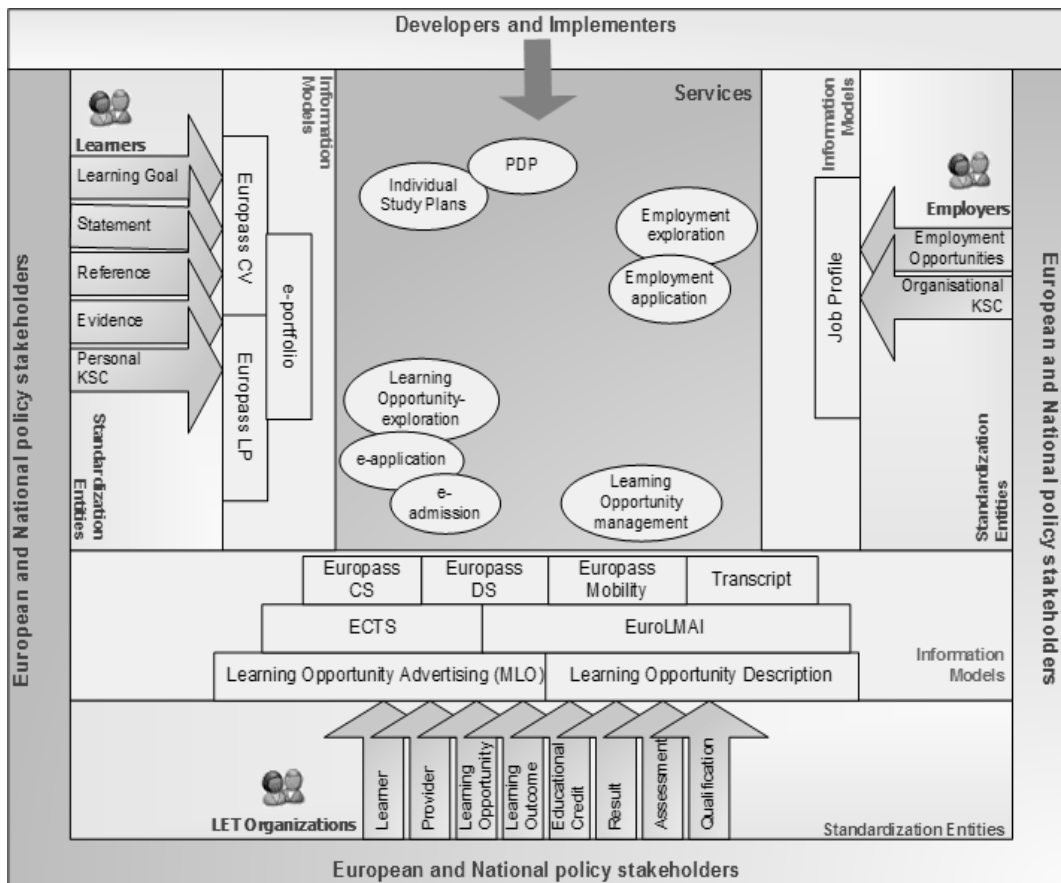 Developers and Implementers
European and National policy stakeholders
Learners
Learning Goal
Statement
Reference
Evidence
Personal
KSC
Standardization
Entities
Europass CV
Europass LP
e-portfolio
Information
Models
Services
PDP
Individual
Study Plans
Employment
exploration
Employment
application
Learning
Opportunity-
exploration
e-application
e-
admission
Learning
Opportunity
management
Information
Models
Job Profile
Employers
Employment
Opportunities
Organisational
KSC
Standardization
Entities
European and National policy stakeholders
Europass
CS
Europass
DS
Europass
Mobility
Transcript
ECTS
EuroLMAI
Learning Opportunity Advertising (MLO)
Learning Opportunity Description
Information
Models
LET Organizations
Learner
Provider
Learning
Opportunity
Learning
Outcome
Educational
Credit
Result
Assessment
Qualification
Standardization Entities
European and National policy stakeholders